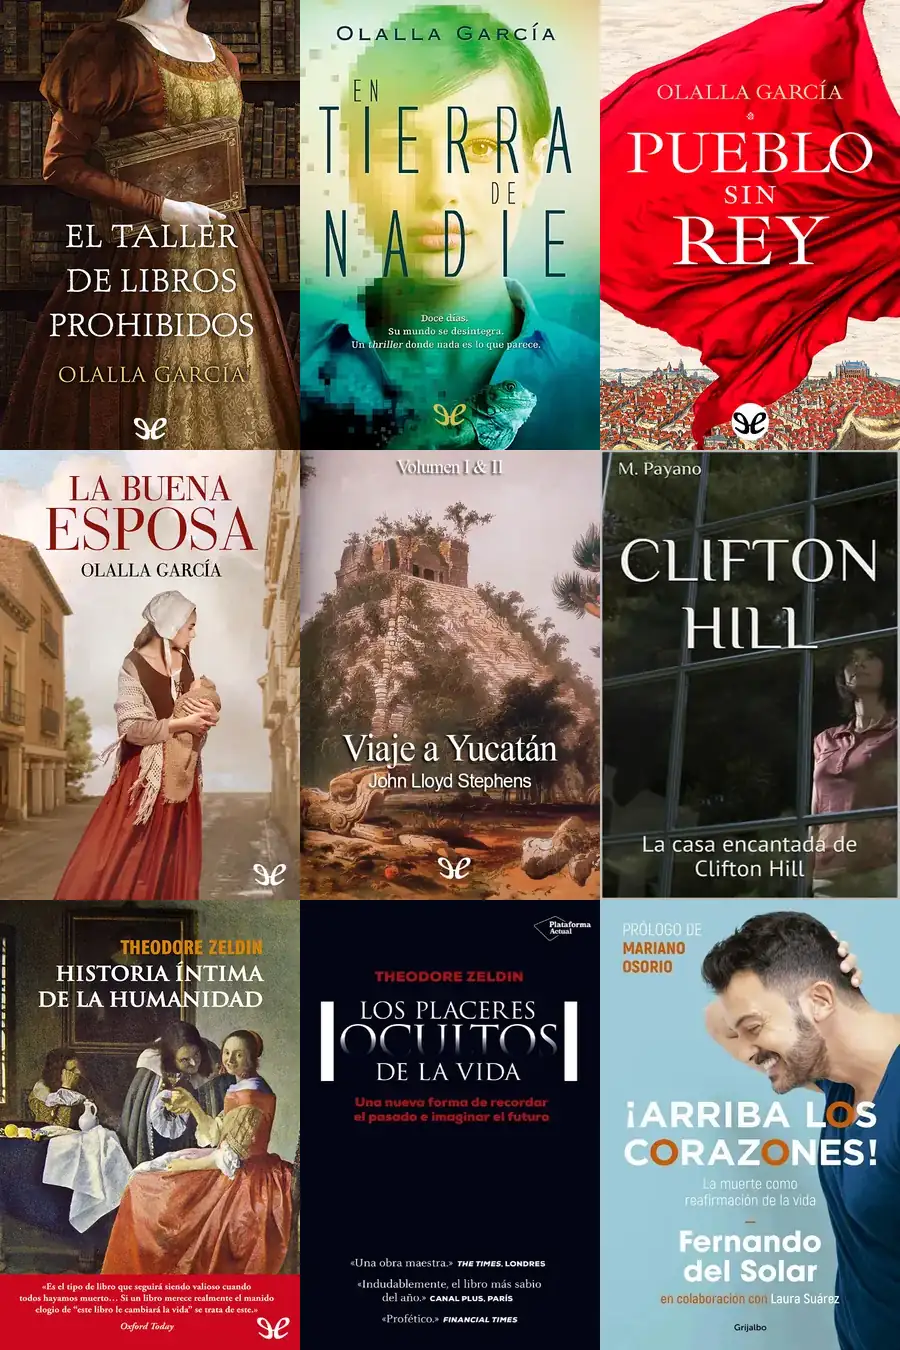 EL TALLER
DE LIBROS
PROHIBIDOS
OLALLA GARCÍA
OLALLA GARCÍA
EN
TIERRA
DE
NADIE
Doce días.
Su mundo se desintegra.
Un thriller donde nada es lo que parece.
OLALLA GARCÍA
PUEBLO
SIN
REY
LA BUENA
ESPOSA
OLALLA GARCÍA
Volumen I & II
Viaje a Yucatán
John Lloyd Stephens
M. Payano
CLIFTON
HILL
La casa encantada de
Clifton Hill
THEODORE ZELDIN
HISTORIA ÍNTIMA
DE LA HUMANIDAD
«Es el tipo de libro que seguirá siendo valioso cuando
todos hayamos muerto... Si un libro merece realmente el manido
elogio de “este libro le cambiará la vida” se trata de este.»
Oxford Today
Plataforma
Actual
THEODORE ZELDIN
LOS PLACERES
OCULTOS
DE LA VIDA
Una nueva forma de recordar
el pasado e imaginar el futuro
«Una obra maestra.» THE TIMES, LONDRES
«Indudablemente, el libro más sabio
del año.» CANAL PLUS, PARÍS
«Profético.» FINANCIAL TIMES
PRÓLOGO DE
MARIANO
OSORIO
¡ARRIBA LOS
CORAZONES!
La muerte como
reafirmación de la vida
Fernando
del Solar
en colaboración con Laura Suárez
Grijalbo